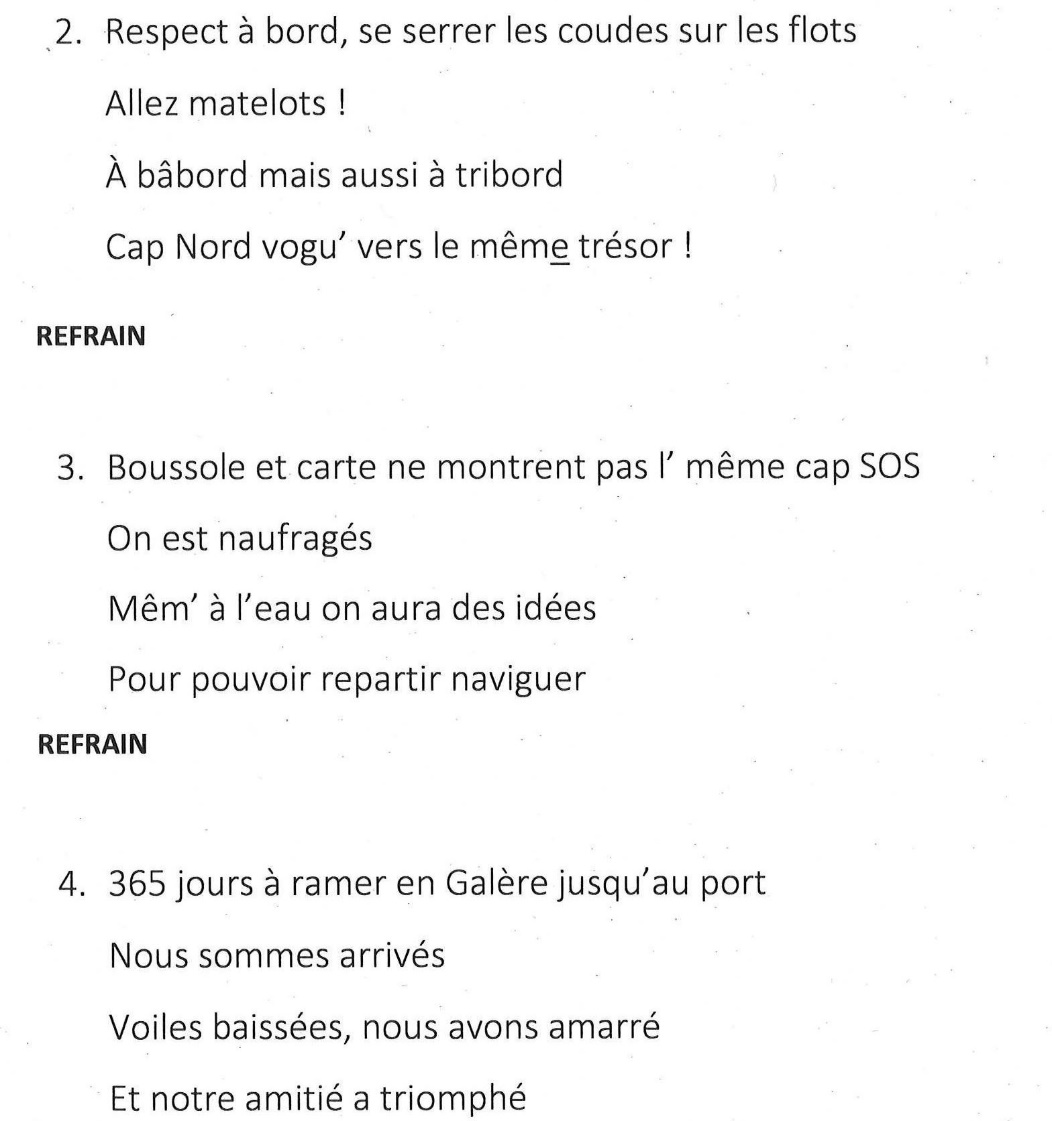 2. Respect à bord, se serrer les coudes sur les flots
Allez matelots !
À bâbord mais aussi à tribord
Cap Nord vogu’ vers le même trésor !
REFRAIN
3. Boussole et carte ne montrent pas l’ même cap SOS
On est naufragés
Mêm’ à l’eau on aura des idées
Pour pouvoir repartir naviguer
REFRAIN
4. 365 jours à ramer en Galère jusqu’au port
Nous sommes arrivés
Voiles baissées, nous avons amarré
Et notre amitié a triomphé